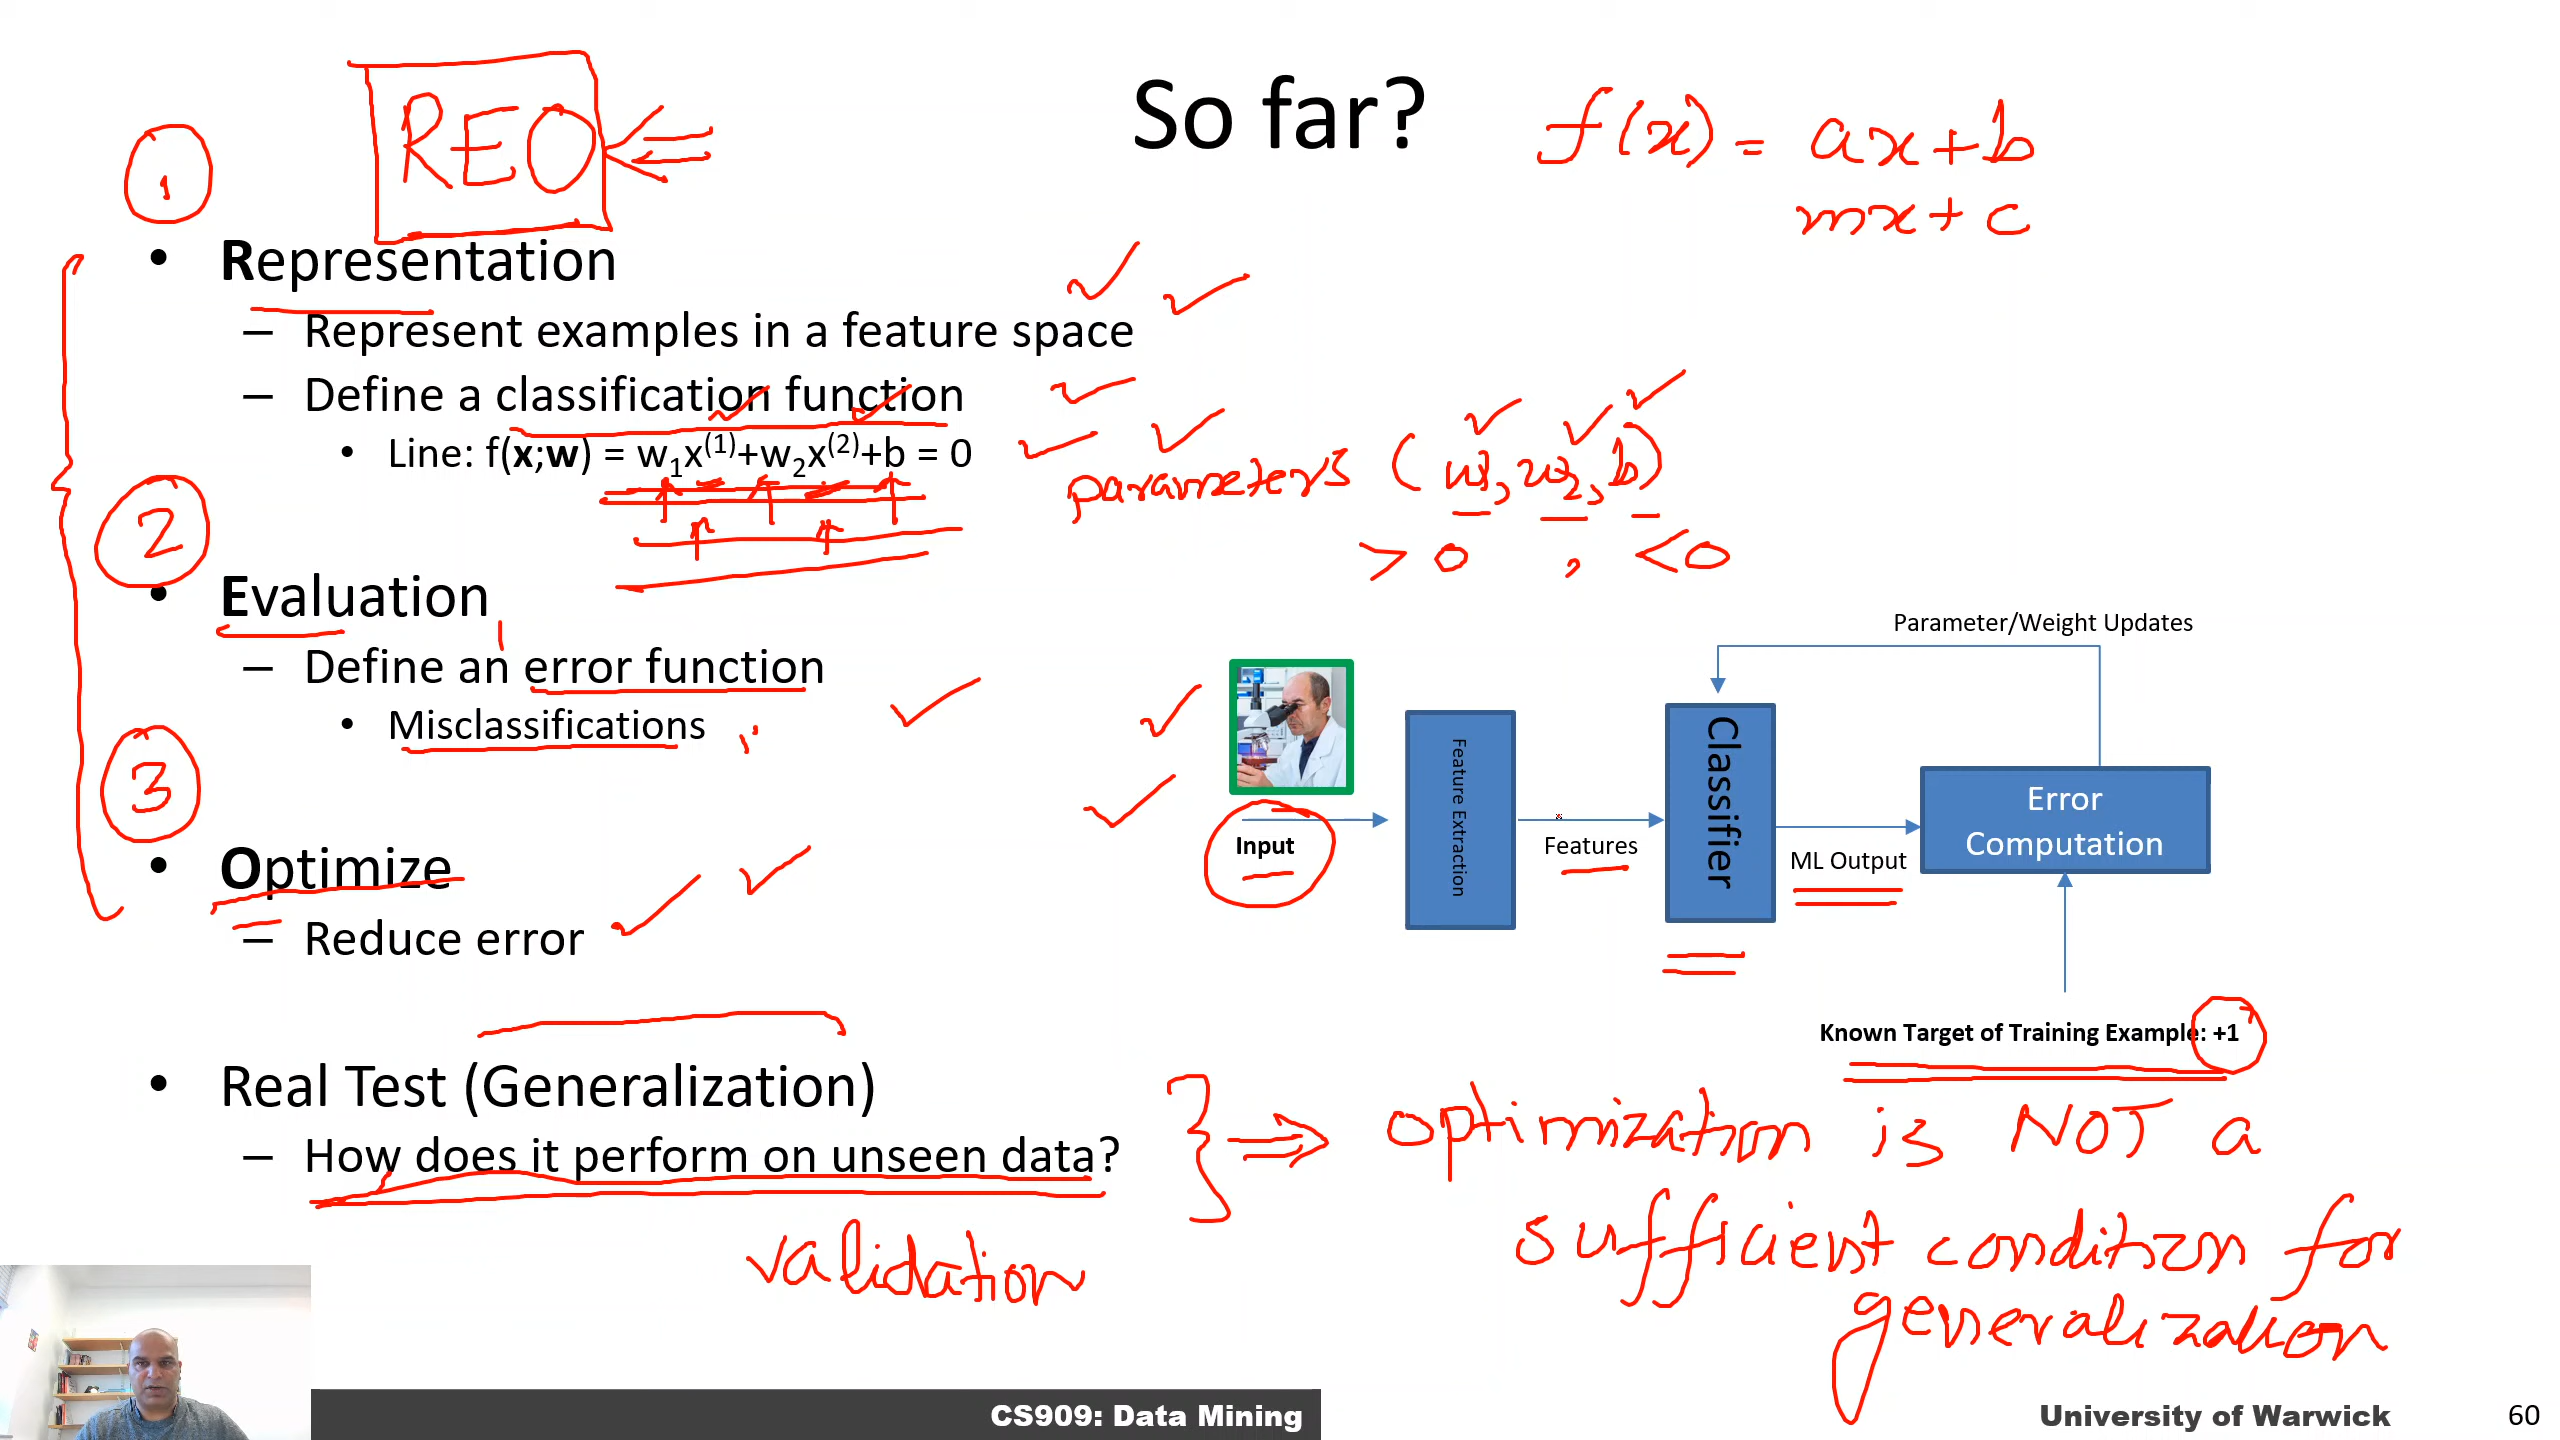 REO
So far?
f(x) = ax+b
mx+c
1
• Representation
– Represent examples in a feature space
– Define a classification function
• Line: f(x;w) = w₁x⁽¹⁾+w₂x⁽²⁾+b = 0
parameters (w1, w2, b)
>0 , <0
2
• Evaluation
– Define an error function
• Misclassifications
3
• Optimize
– Reduce error
Parameter/Weight Updates
Input
Feature Extraction
Features
Classifier
ML Output
Error
Computation
Known Target of Training Example: +1
• Real Test (Generalization)
– How does it perform on unseen data?
validation
optimization is NOT a
sufficient condition for
generalization
CS909: Data Mining
University of Warwick
60